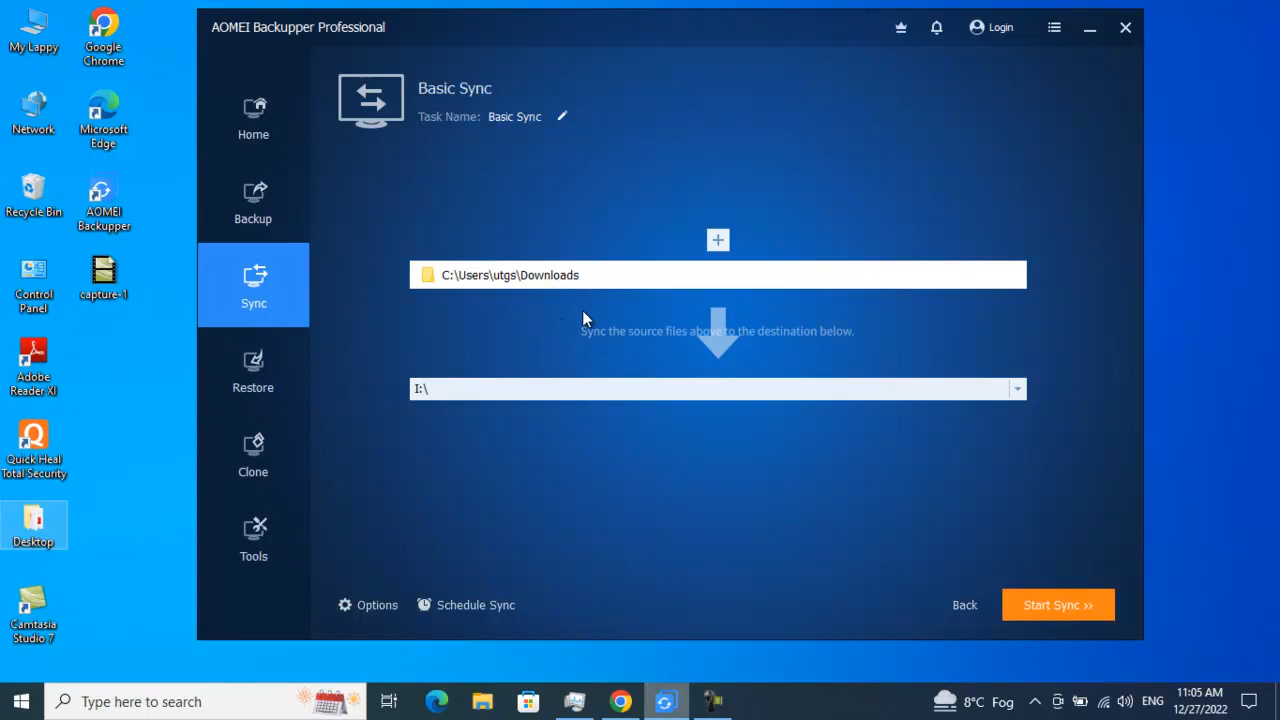 AOMEI Backupper Professional
Login
My Lappy
Google
Chrome
Network
Microsoft
Edge
Recycle Bin
AOMEI
Backupper
Control
Panel
capture-1
Adobe
Reader XI
Quick Heal
Total Security
Desktop
Camtasia
Studio 7
Home
Backup
Sync
Restore
Clone
Tools
Basic Sync
Task Name: Basic Sync
C:\Users\utgs\Downloads
Sync the source files above to the destination below.
I:\
Options
Schedule Sync
Back
Start Sync >>
Type here to search
8°C Fog
ENG
11:05 AM
12/27/2022